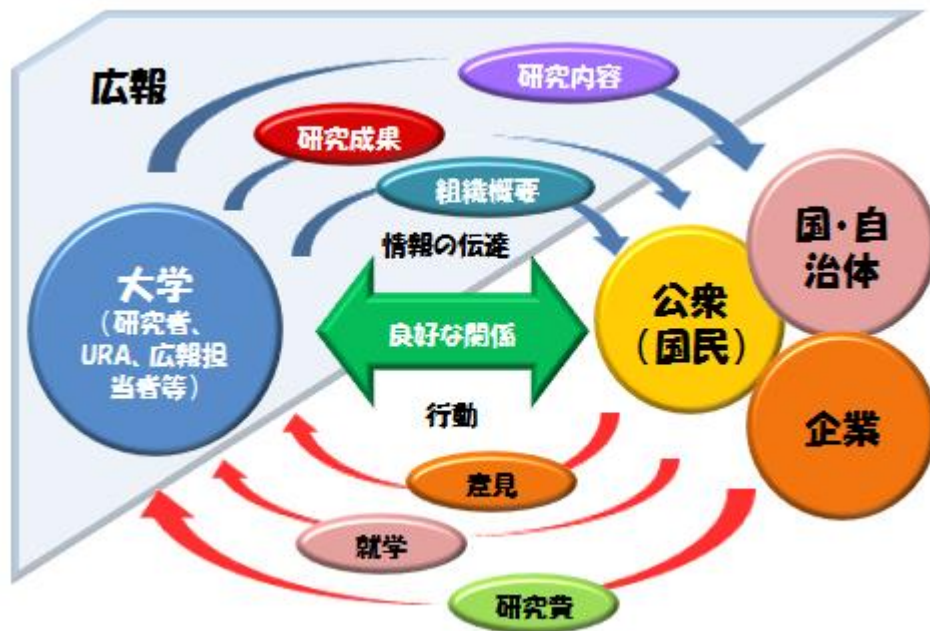 広報
研究内容
研究成果
組織概要
情報の伝達
国・自
治体
大学
（研究者、
URA、広報担
当者等）
良好な関係
公衆
（国民）
行動
企業
意見
就学
研究費